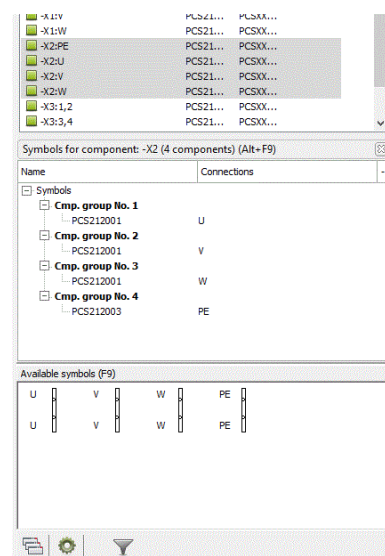 -X1:V PCS21... PCSXX...
-X1:W PCS21... PCSXX...
-X2:PE PCS21... PCSXX...
-X2:U PCS21... PCSXX...
-X2:V PCS21... PCSXX...
-X2:W PCS21... PCSXX...
-X3:1,2 PCS21... PCSXX...
-X3:3,4 PCS21... PCSXX...
Symbols for component: -X2 (4 components) (Alt+F9)
Name Connections
Symbols
Cmp. group No. 1
PCS212001 U
Cmp. group No. 2
PCS212001 V
Cmp. group No. 3
PCS212001 W
Cmp. group No. 4
PCS212003 PE
Available symbols (F9)
U V W PE
U V W PE